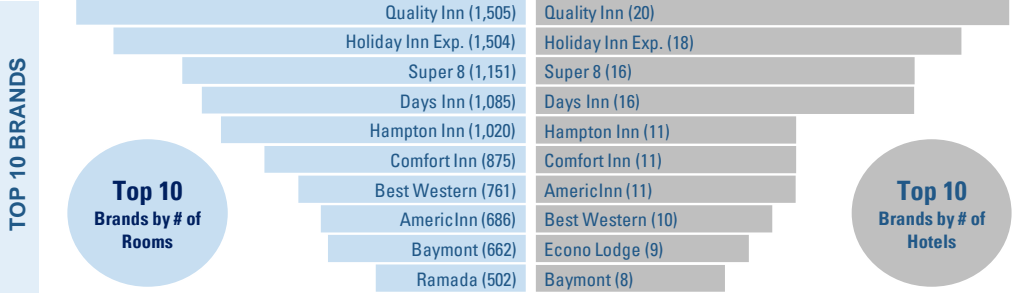 TOP 10 BRANDS
Quality Inn (1,505)
Holiday Inn Exp. (1,504)
Super 8 (1,151)
Days Inn (1,085)
Hampton Inn (1,020)
Comfort Inn (875)
Best Western (761)
AmericInn (686)
Baymont (662)
Ramada (502)
Top 10
Brands by # of
Rooms
Quality Inn (20)
Holiday Inn Exp. (18)
Super 8 (16)
Days Inn (16)
Hampton Inn (11)
Comfort Inn (11)
AmericInn (11)
Best Western (10)
Econo Lodge (9)
Baymont (8)
Top 10
Brands by # of
Hotels